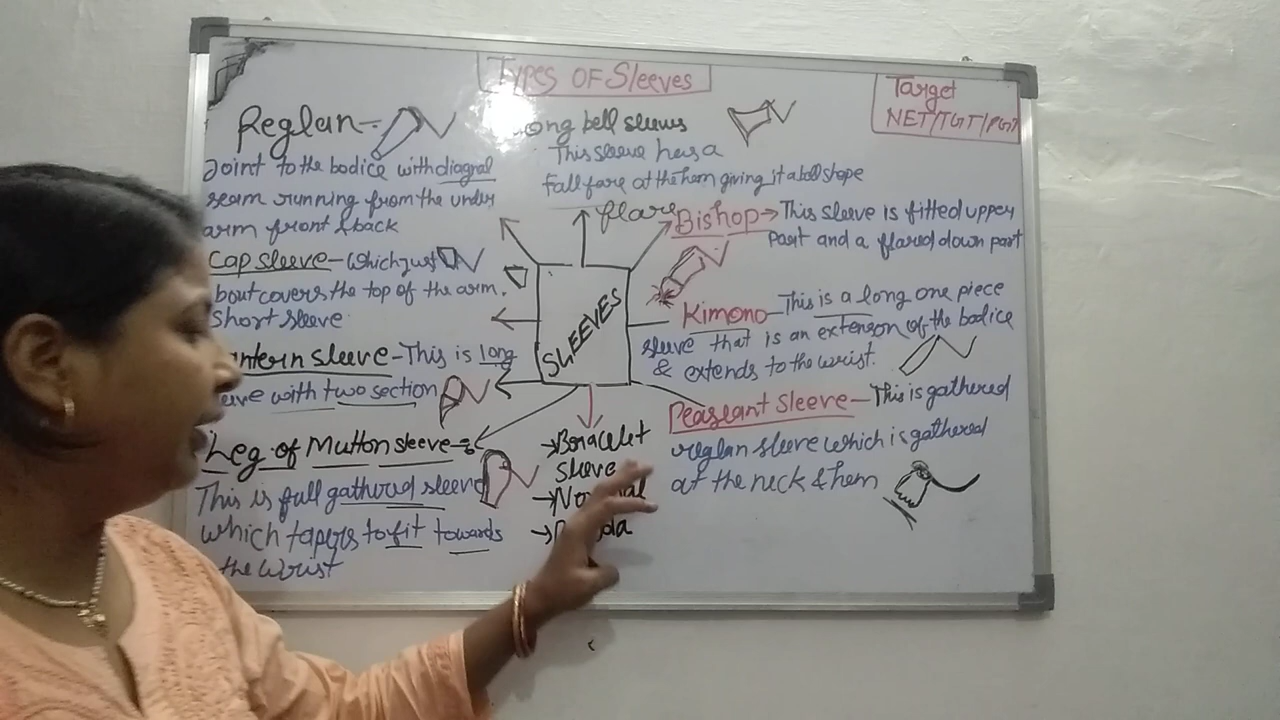 Types OF Sleeves
Target
NET/TGT/PGT
Reglan-
Joint to the bodice with diagnal
seam running from the under
arm front & back
Cap sleeve - which just
bout covers the top of the arm.
Short sleeve
ntern sleeve - This is long
eve with two section
Leg of Mutton sleeve -
This is full gathered sleeve
which tapers to fit towards
the wrist
ong bell sleeves
This sleeve has a
fall fare at the hem giving it a bell shape
flare
SLEEVES
→Bracelet
Sleeve
Bishop→ This sleeve is fitted upper
part and a flared down part
Kimono - This is a long one piece
sleeve that is an extension of the bodice
& extends to the wrist.
Peaslant Sleeve - This is gathered
reglan sleeve which is gathered
at the neck & hem